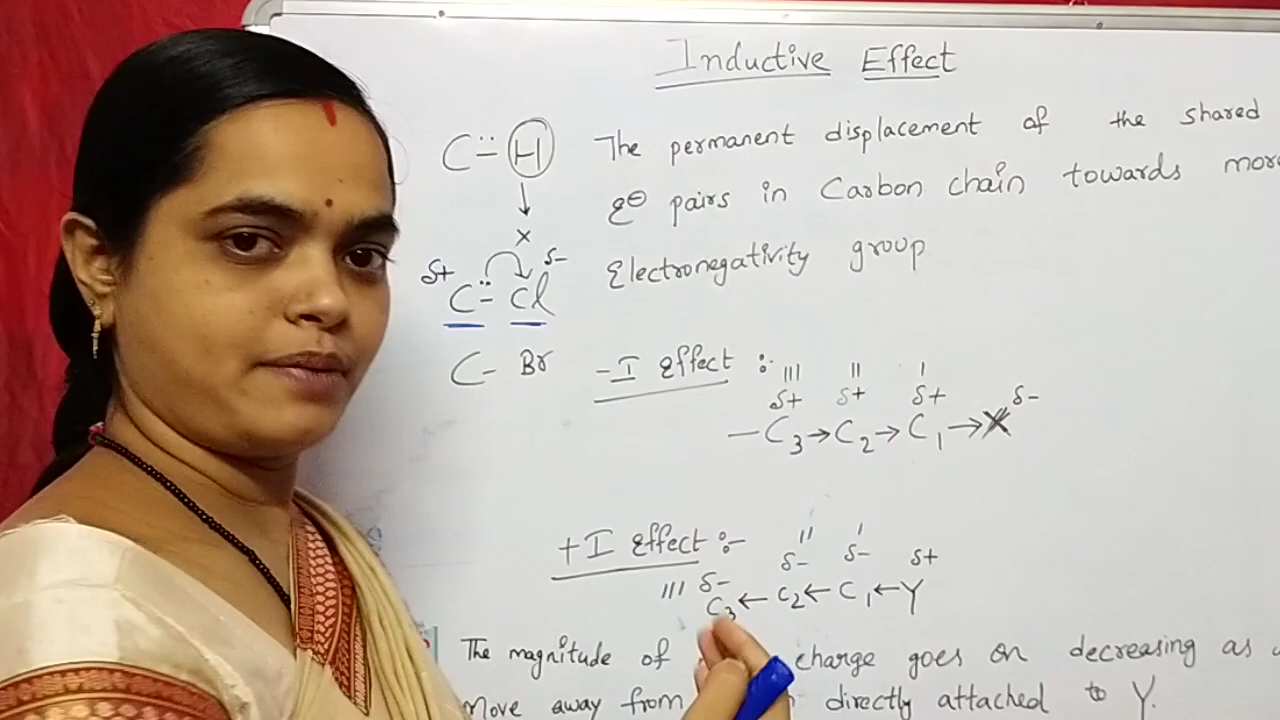 Inductive Effect
C :- H
The permanent displacement of the shared
e⊖ pairs in Carbon chain towards more
x
δ+ δ-
C :- Cl
Electronegativity group
C - Br
-I Effect :-
||| || |
δ+ δ+ δ+ δ-
-C3→C2→C1→X
+I Effect :-
||| || |
δ- δ- δ- δ+
C3←C2←C1←Y
The magnitude of charge goes on decreasing as
move away from directly attached to Y.